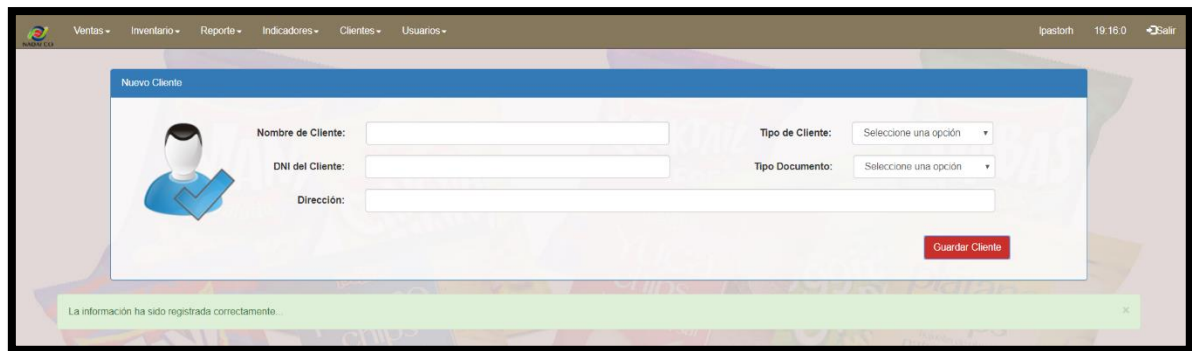 Ventas Inventario Reporte Indicadores Clientes Usuarios lpastorh 19:16:0 Salir
Nuevo Cliente
Nombre de Cliente: Tipo de Cliente: Seleccione una opción
DNI del Cliente: Tipo Documento: Seleccione una opción
Dirección:
Guardar Cliente
chips
La información ha sido registrada correctamente... ×
chips